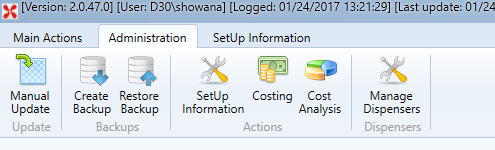 [Version: 2.0.47.0] [User: D30\showana] [Logged: 01/24/2017 13:21:29] [Last update: 01/24
Main Actions Administration SetUp Information
Manual Update
Create Backup
Restore Backup
SetUp Information
Costing
Cost Analysis
Manage Dispensers
Update Backups Actions Dispensers